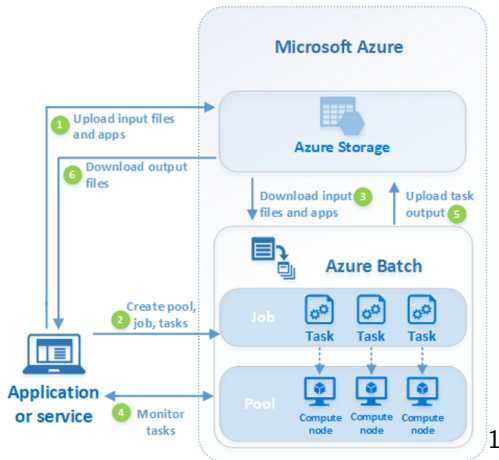 Microsoft Azure
1 Upload input files
and apps
Azure Storage
6 Download output
files
Download input 3
files and apps
Upload task
output 5
Azure Batch
Create pool,
2 job, tasks
Job
Task Task Task
Application
or service
4 Monitor
tasks
Pool
Compute
node
Compute
node
Compute
node
1